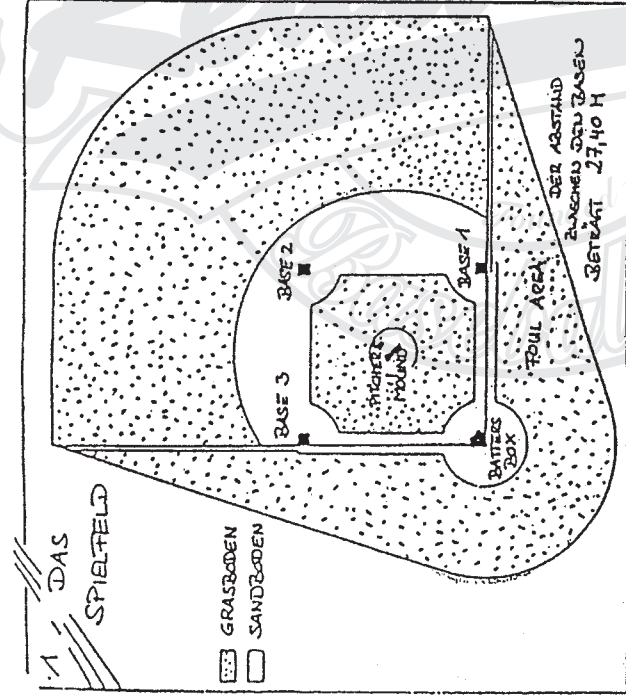 1. DAS
SPIELFELD
GRASBODEN
SANDBODEN
BASE 3
BASE 2
PITCHERS
MOUND
BATTERS
BOX
BASE 1
FOUL AREA
DER ABSTAND
ZWISCHEN DEN BASEN
BETRÄGT 27,40 M